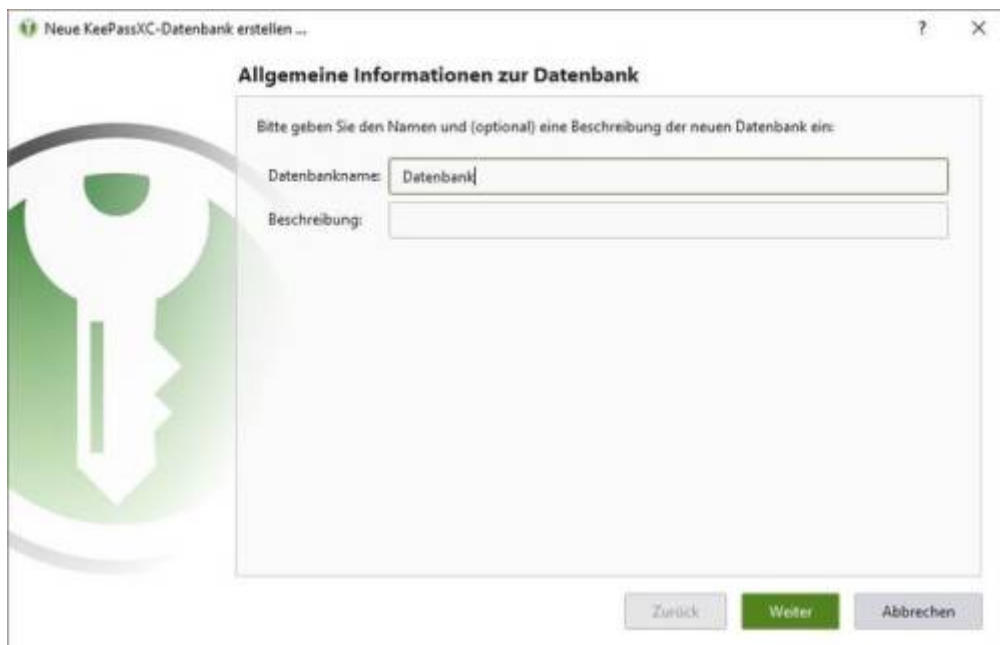 Neue KeePassXC-Datenbank erstellen ...
?
Allgemeine Informationen zur Datenbank
Bitte geben Sie den Namen und (optional) eine Beschreibung der neuen Datenbank ein:
Datenbankname: Datenbank
Beschreibung:
Zurück Weiter Abbrechen